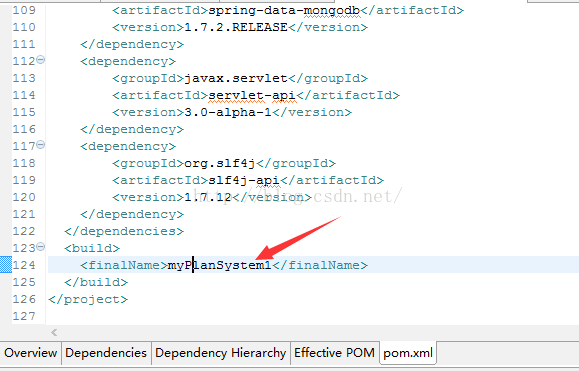 109 <artifactId>spring-data-mongodb</artifactId>
110 <version>1.7.2.RELEASE</version>
111 </dependency>
112 <dependency>
113 <groupId>javax.servlet</groupId>
114 <artifactId>servlet-api</artifactId>
115 <version>3.0-alpha-1</version>
116 </dependency>
117 <dependency>
118 <groupId>org.slf4j</groupId>
119 <artifactId>slf4j-api</artifactId>
http://blog.csdn.net/
120 <version>1.7.12</version>
121 </dependency>
122 </dependencies>
123 <build>
124 <finalName>myPlanSystem1</finalName>
125 </build>
126 </project>
127
Overview Dependencies Dependency Hierarchy Effective POM pom.xml